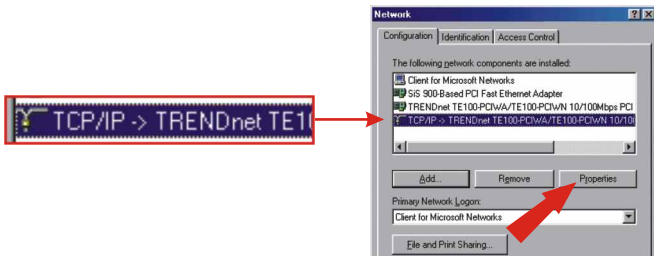 TCP/IP -> TRENDnet TE10
Network
Configuration Identification Access Control
The following network components are installed:
Client for Microsoft Networks
SiS 900-Based PCI Fast Ethernet Adapter
TRENDnet TE100-PCIWA/TE100-PCIWN 10/100Mbps PCI
TCP/IP -> TRENDnet TE100-PCIWA/TE100-PCIWN 10/100
Add... Remove Properties
Primary Network Logon:
Client for Microsoft Networks
File and Print Sharing...